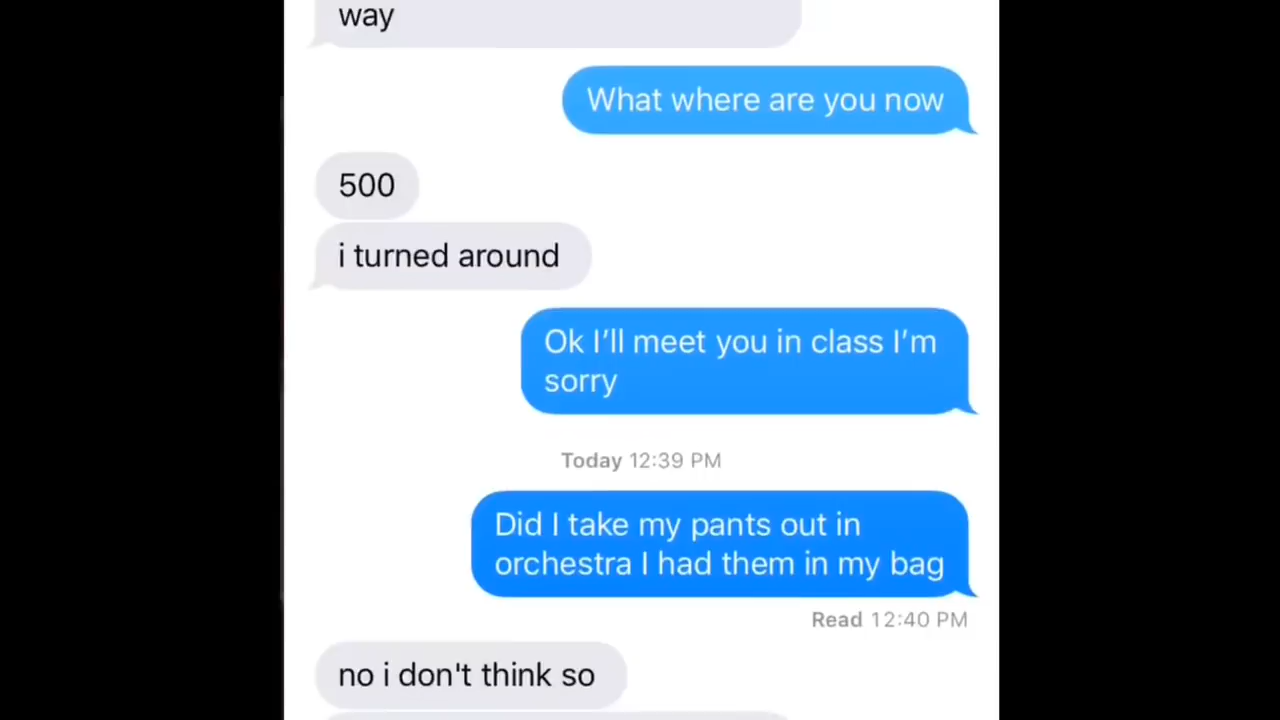 way
What where are you now
500
i turned around
Ok I’ll meet you in class I’m
sorry
Today 12:39 PM
Did I take my pants out in
orchestra I had them in my bag
Read 12:40 PM
no i don't think so